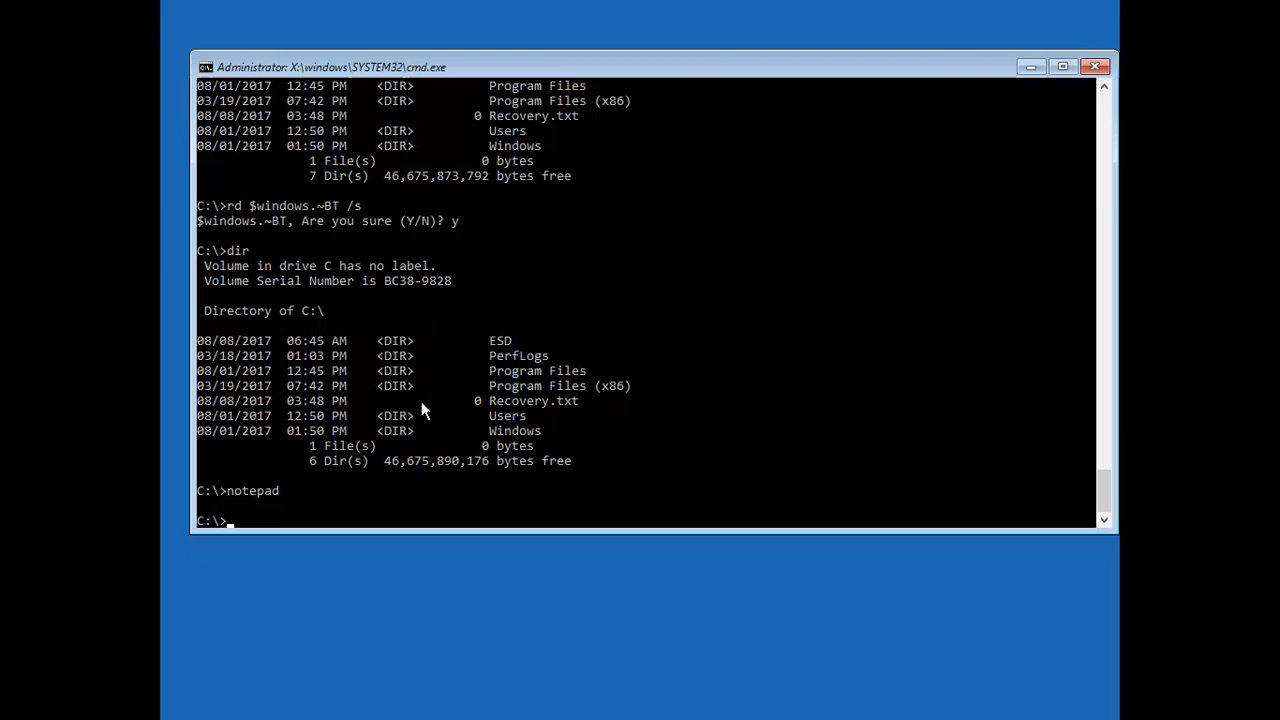 Administrator: X:\windows\SYSTEM32\cmd.exe
08/01/2017  12:45 PM    <DIR>          Program Files
03/19/2017  07:42 PM    <DIR>          Program Files (x86)
08/08/2017  03:48 PM                 0 Recovery.txt
08/01/2017  12:50 PM    <DIR>          Users
08/01/2017  01:50 PM    <DIR>          Windows
               1 File(s)              0 bytes
               7 Dir(s)  46,675,873,792 bytes free
C:\>rd $windows.~BT /s
$windows.~BT, Are you sure (Y/N)? y
C:\>dir
 Volume in drive C has no label.
 Volume Serial Number is BC38-9828
 Directory of C:\
08/08/2017  06:45 AM    <DIR>          ESD
03/18/2017  01:03 PM    <DIR>          PerfLogs
08/01/2017  12:45 PM    <DIR>          Program Files
03/19/2017  07:42 PM    <DIR>          Program Files (x86)
08/08/2017  03:48 PM                 0 Recovery.txt
08/01/2017  12:50 PM    <DIR>          Users
08/01/2017  01:50 PM    <DIR>          Windows
               1 File(s)              0 bytes
               6 Dir(s)  46,675,890,176 bytes free
C:\>notepad
C:\>